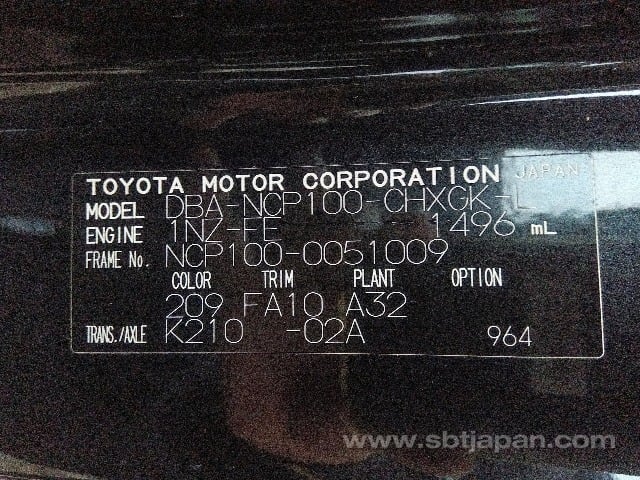 TOYOTA MOTOR CORPORATION JAPAN
MODEL DBA-NCP100-CHXGK-L
ENGINE 1NZ-FE 1496 mL
FRAME No. NCP100-0051009
COLOR TRIM PLANT OPTION
209 FA10 A32
TRANS./AXLE K210 -02A 964
www.sbtjapan.com